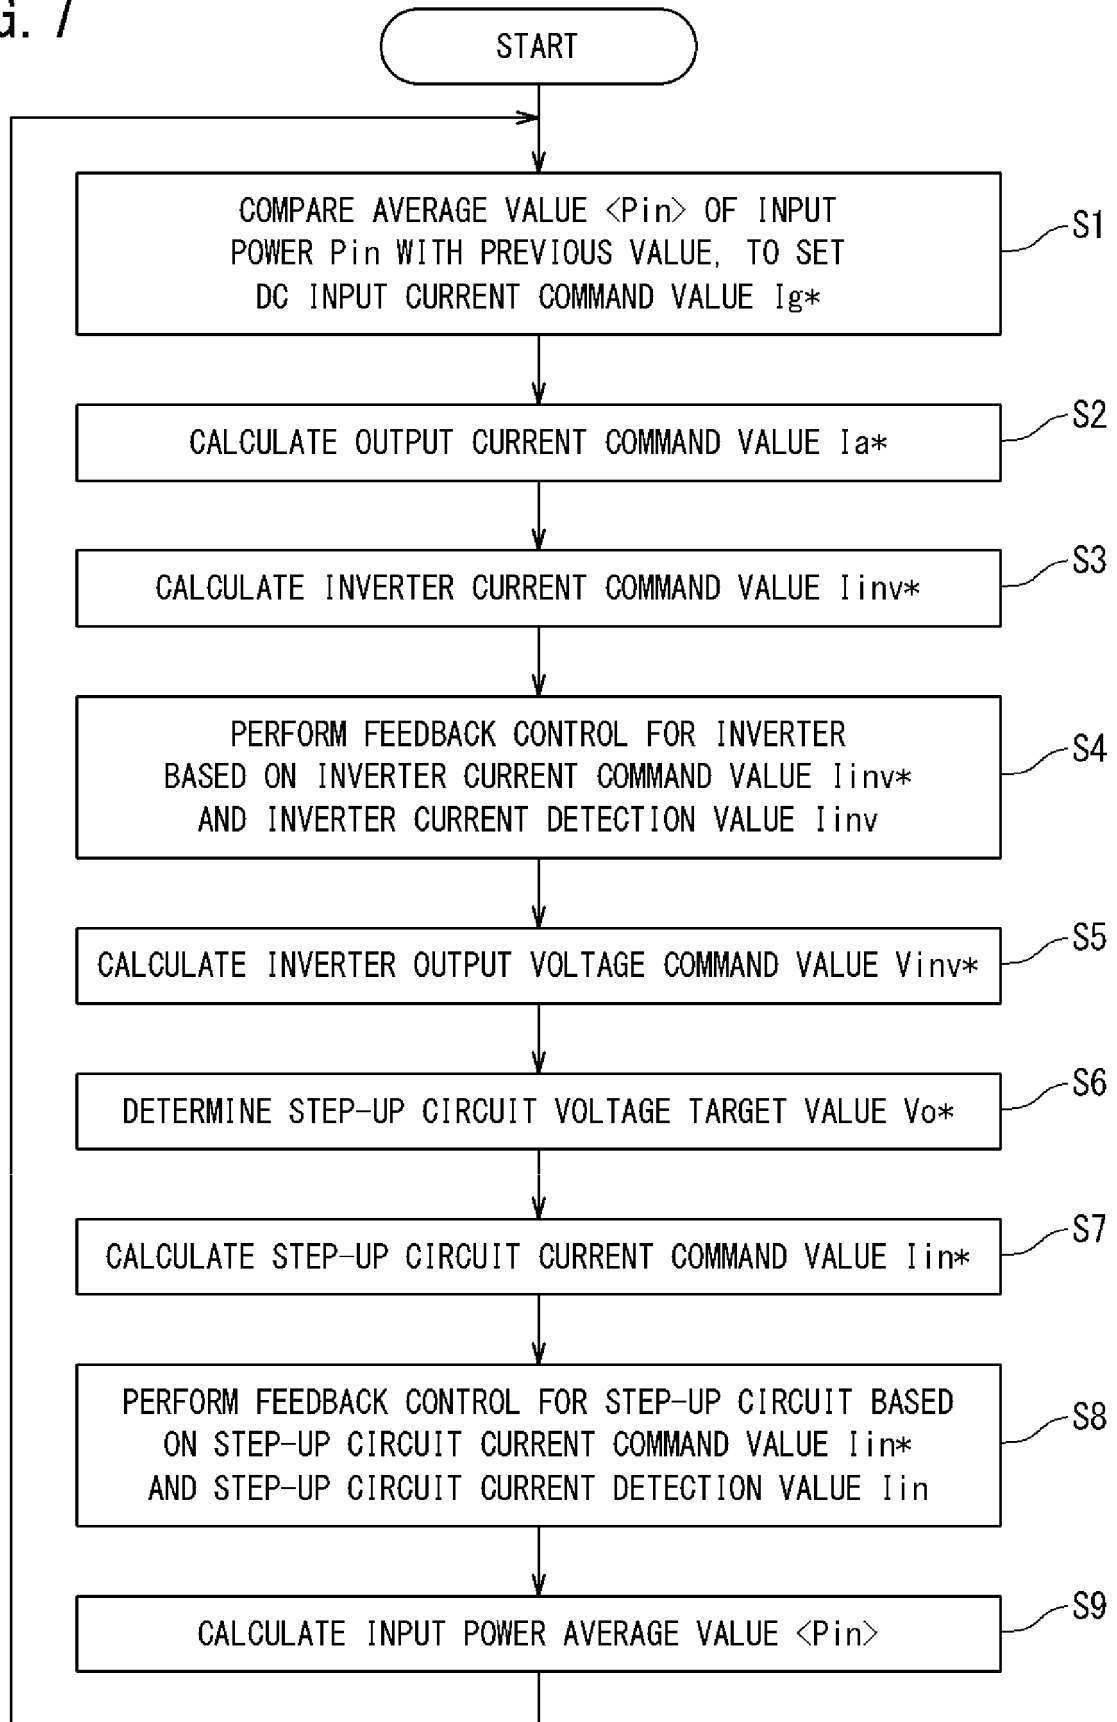 G. 7
START
COMPARE AVERAGE VALUE <Pin> OF INPUT
POWER Pin WITH PREVIOUS VALUE, TO SET
DC INPUT CURRENT COMMAND VALUE Ig*
S1
CALCULATE OUTPUT CURRENT COMMAND VALUE Ia*
S2
CALCULATE INVERTER CURRENT COMMAND VALUE Iinv*
S3
PERFORM FEEDBACK CONTROL FOR INVERTER
BASED ON INVERTER CURRENT COMMAND VALUE Iinv*
AND INVERTER CURRENT DETECTION VALUE Iinv
S4
CALCULATE INVERTER OUTPUT VOLTAGE COMMAND VALUE Vinv*
S5
DETERMINE STEP-UP CIRCUIT VOLTAGE TARGET VALUE Vo*
S6
CALCULATE STEP-UP CIRCUIT CURRENT COMMAND VALUE Iin*
S7
PERFORM FEEDBACK CONTROL FOR STEP-UP CIRCUIT BASED
ON STEP-UP CIRCUIT CURRENT COMMAND VALUE Iin*
AND STEP-UP CIRCUIT CURRENT DETECTION VALUE Iin
S8
CALCULATE INPUT POWER AVERAGE VALUE <Pin>
S9